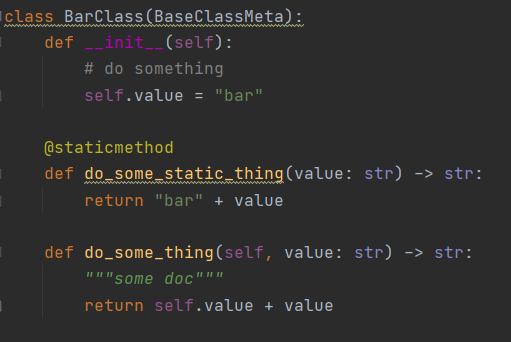 class BarClass(BaseClassMeta):
    def __init__(self):
        # do something
        self.value = "bar"

    @staticmethod
    def do_some_static_thing(value: str) -> str:
        return "bar" + value

    def do_some_thing(self, value: str) -> str:
        """some doc"""
        return self.value + value